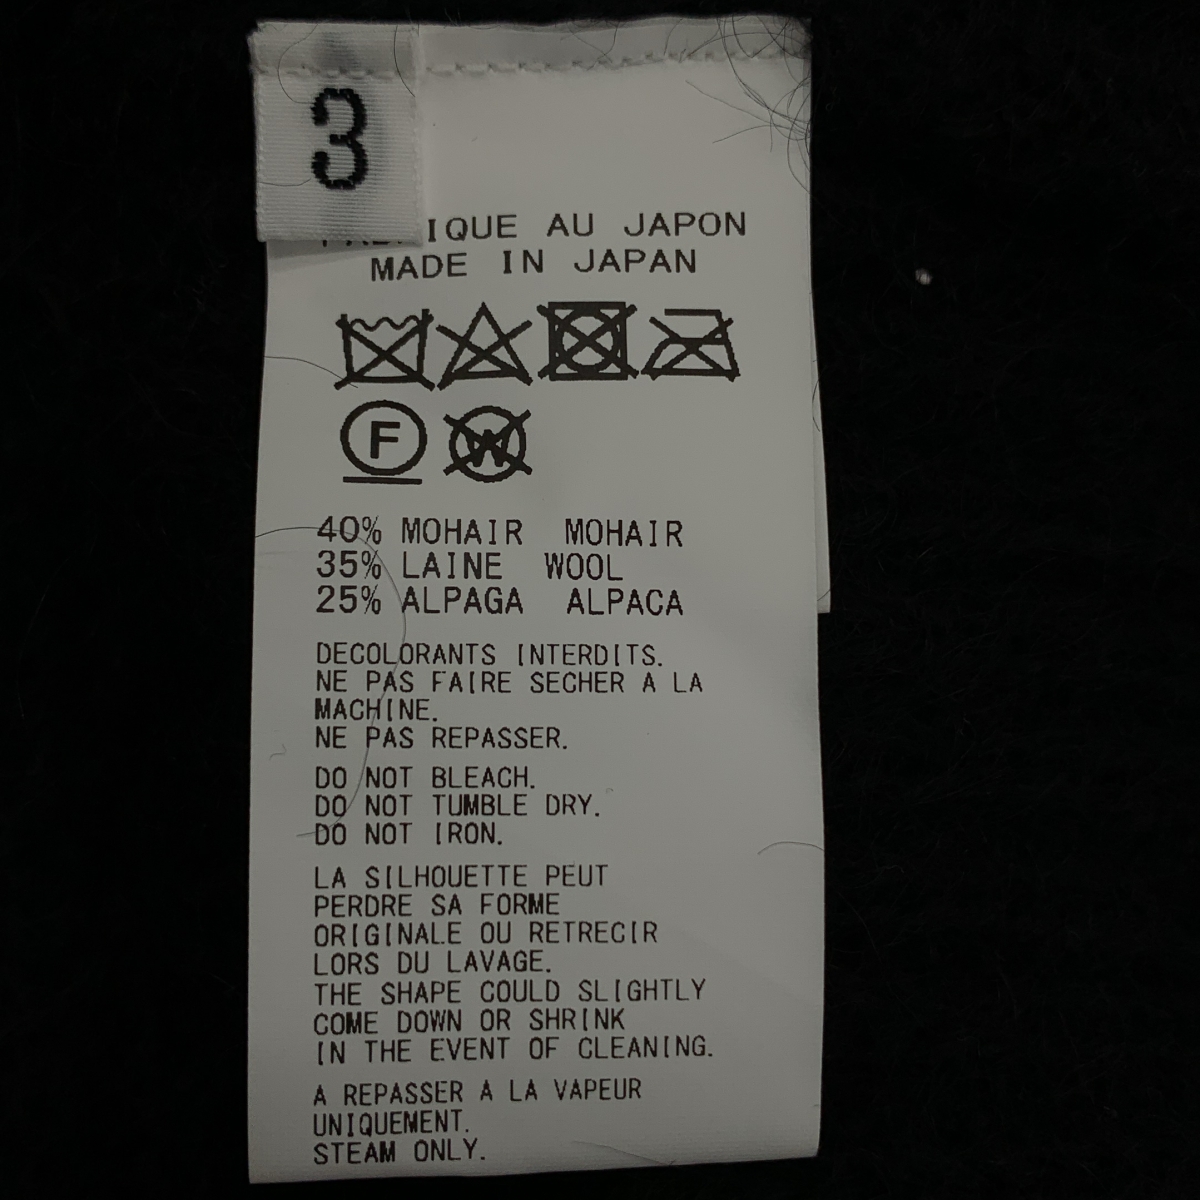 3
AU JAPON
MADE IN JAPAN
F
W
40% MOHAIR MOHAIR
35% LAINE WOOL
25% ALPAGA ALPACA
DECOLORANTS INTERDITS.
NE PAS FAIRE SECHER A LA
MACHINE.
NE PAS REPASSER.
DO NOT BLEACH.
DO NOT TUMBLE DRY.
DO NOT IRON.
LA SILHOUETTE PEUT
PERDRE SA FORME
ORIGINALE OU RETRECIR
LORS DU LAVAGE.
THE SHAPE COULD SLIGHTLY
COME DOWN OR SHRINK
IN THE EVENT OF CLEANING.
A REPASSER A LA VAPEUR
UNIQUEMENT.
STEAM ONLY.